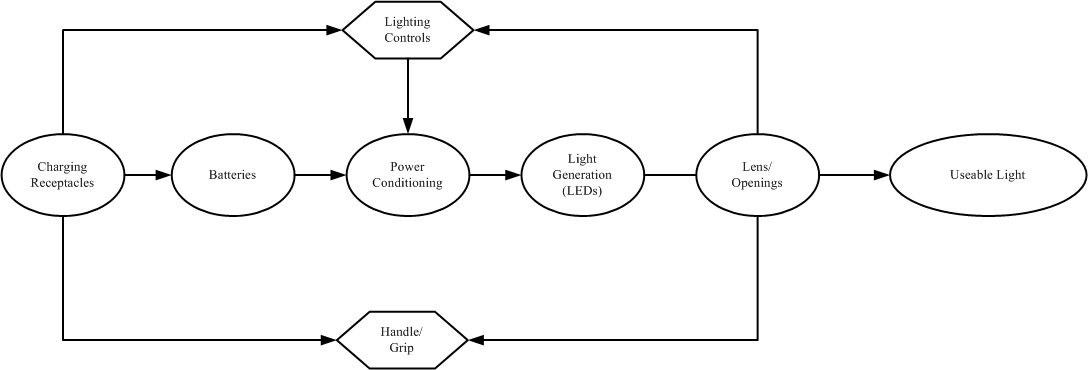 Lighting
Controls
Charging
Receptacles
Batteries
Power
Conditioning
Light
Generation
(LEDs)
Lens/
Openings
Useable Light
Handle/
Grip